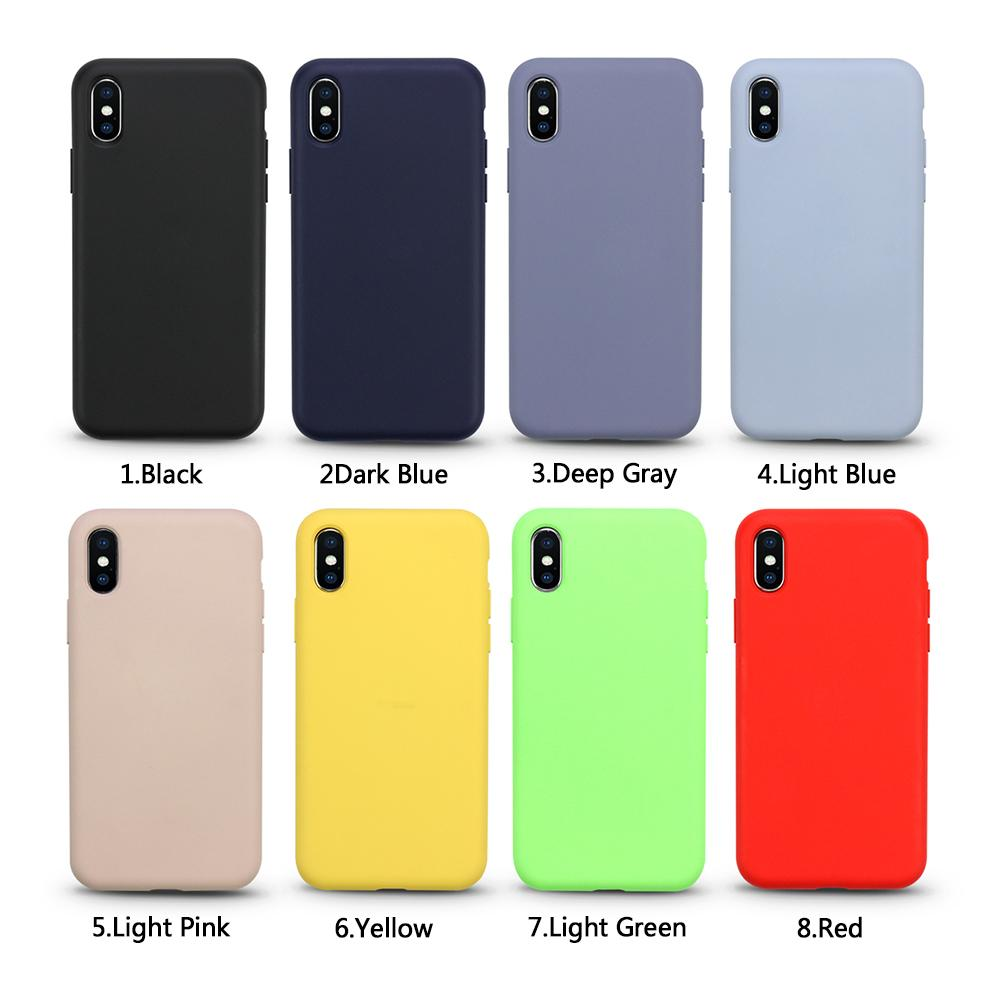 1.Black
2Dark Blue
3.Deep Gray
4.Light Blue
5.Light Pink
6.Yellow
7.Light Green
8.Red